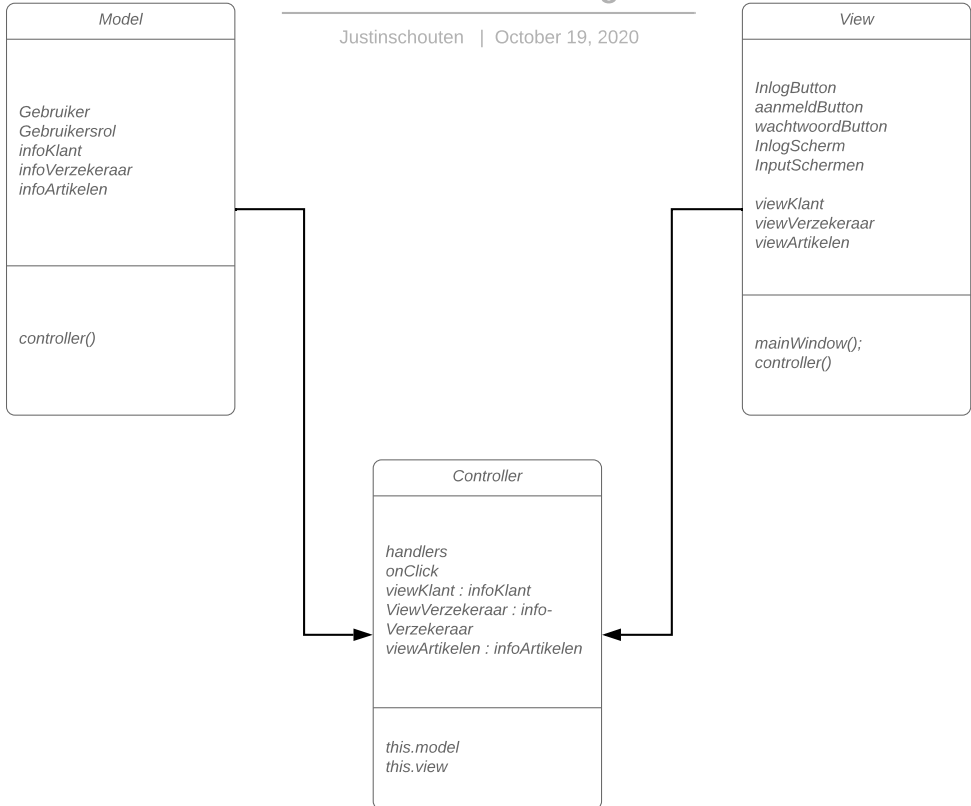 Justinschouten | October 19, 2020
Model
Gebruiker
Gebruikersrol
infoKlant
infoVerzekeraar
infoArtikelen
controller()
View
InlogButton
aanmeldButton
wachtwoordButton
InlogScherm
InputSchermen
viewKlant
viewVerzekeraar
viewArtikelen
mainWindow();
controller()
Controller
handlers
onClick
viewKlant : infoKlant
ViewVerzekeraar : info-
Verzekeraar
viewArtikelen : infoArtikelen
this.model
this.view